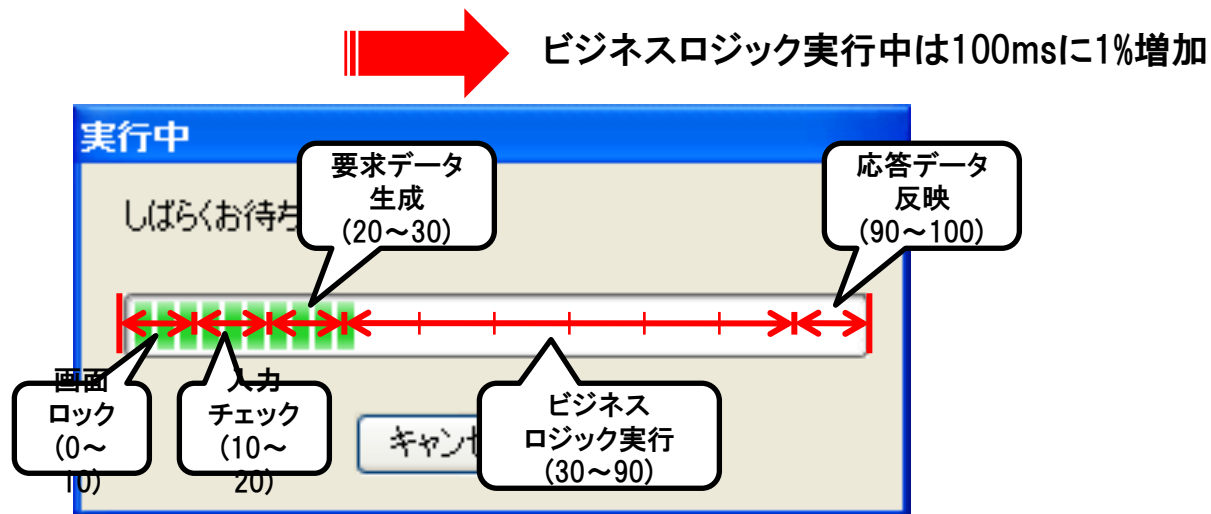 ビジネスロジック実行中は100msに1%増加
実行中
要求データ
生成
(20～30)
応答データ
反映
(90～100)
しばらくお待ち
画面
ロック
(0～
10)
入力
チェック
(10～
20)
キャンセ
ビジネス
ロジック実行
(30～90)